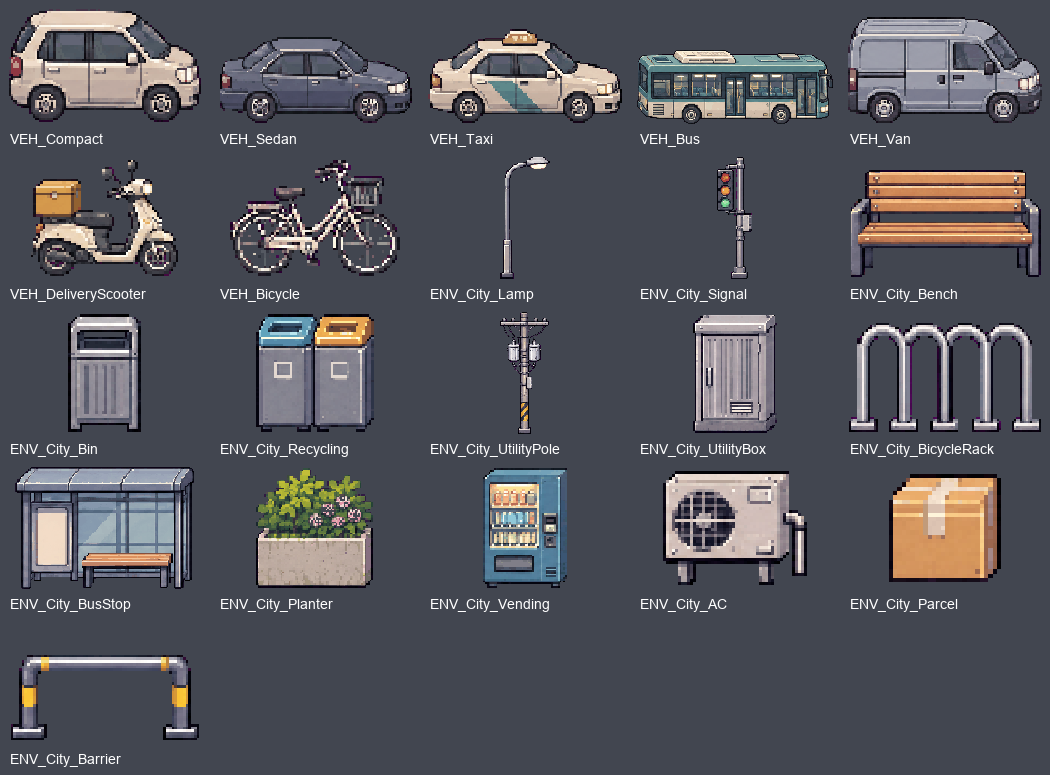 VEH_Compact
VEH_Sedan
VEH_Taxi
VEH_Bus
VEH_Van
VEH_DeliveryScooter
VEH_Bicycle
ENV_City_Lamp
ENV_City_Signal
ENV_City_Bench
ENV_City_Bin
ENV_City_Recycling
ENV_City_UtilityPole
ENV_City_UtilityBox
ENV_City_BicycleRack
ENV_City_BusStop
ENV_City_Planter
ENV_City_Vending
ENV_City_AC
ENV_City_Parcel
ENV_City_Barrier